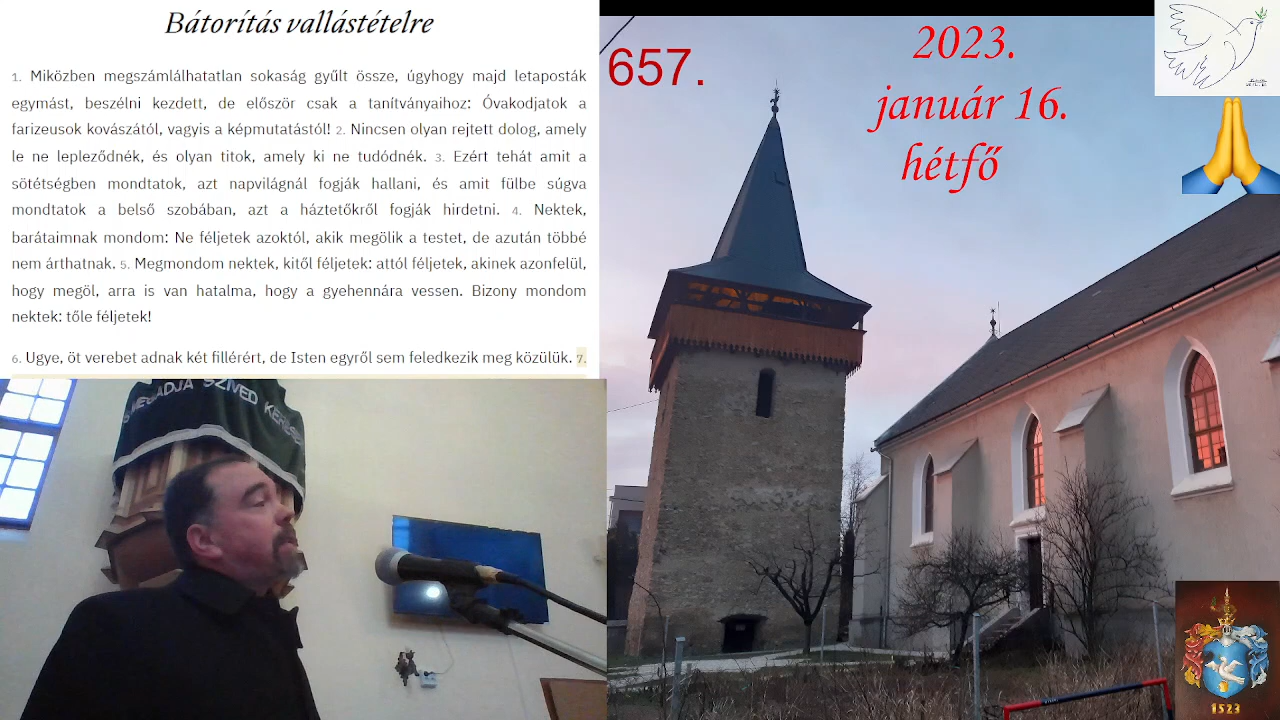 Bátorítás vallástételre
1. Miközben megszámlálhatatlan sokaság gyűlt össze, úgyhogy majd letaposták
egymást, beszélni kezdett, de először csak a tanítványaihoz: Óvakodjatok a
farizeusok kovászától, vagyis a képmutatástól! 2. Nincsen olyan rejtett dolog, amely
le ne lepleződnék, és olyan titok, amely ki ne tudódnék. 3. Ezért tehát amit a
sötétségben mondtatok, azt napvilágnál fogják hallani, és amit fülbe súgva
mondtatok a belső szobában, azt a háztetőkről fogják hirdetni. 4. Nektek,
barátaimnak mondom: Ne féljetek azoktól, akik megölik a testet, de azután többé
nem árthatnak. 5. Megmondom nektek, kitől féljetek: attól féljetek, akinek azonfelül,
hogy megöl, arra is van hatalma, hogy a gyehennára vessen. Bizony mondom
nektek: tőle féljetek!
6. Ugye, öt verebet adnak két fillérért, de Isten egyről sem feledkezik meg közülük. 7.
MEGADJA SZÍVED
657.
2023.
január 16.
hétfő
1523